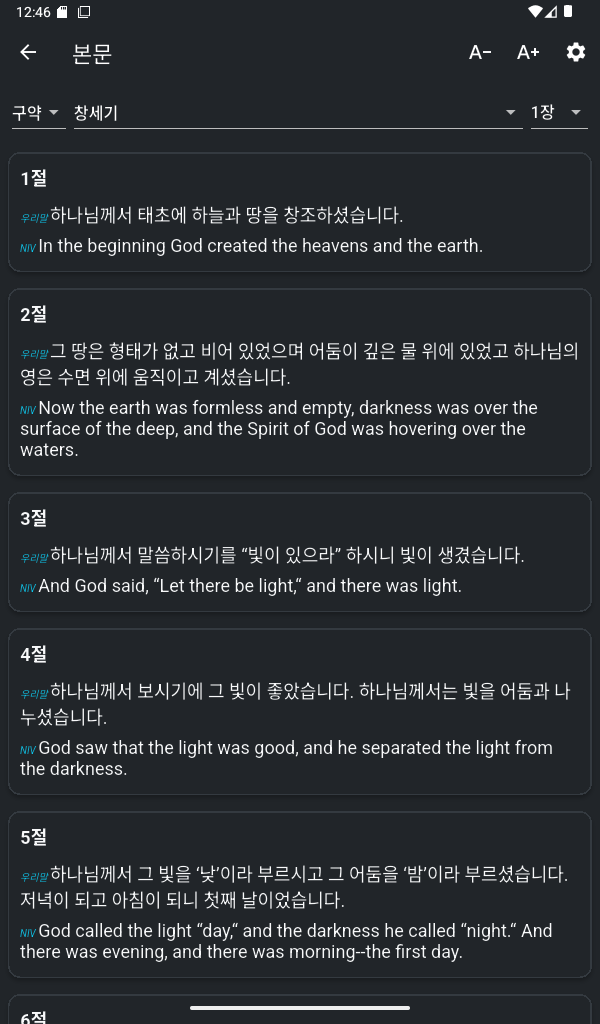 12:46
본문
A-
A+
구약
창세기
1장
1절
우리말 하나님께서 태초에 하늘과 땅을 창조하셨습니다.
NIV In the beginning God created the heavens and the earth.
2절
우리말 그 땅은 형태가 없고 비어 있었으며 어둠이 깊은 물 위에 있었고 하나님의
영은 수면 위에 움직이고 계셨습니다.
NIV Now the earth was formless and empty, darkness was over the
surface of the deep, and the Spirit of God was hovering over the
waters.
3절
우리말 하나님께서 말씀하시기를 “빛이 있으라” 하시니 빛이 생겼습니다.
NIV And God said, “Let there be light,“ and there was light.
4절
우리말 하나님께서 보시기에 그 빛이 좋았습니다. 하나님께서는 빛을 어둠과 나
누셨습니다.
NIV God saw that the light was good, and he separated the light from
the darkness.
5절
우리말 하나님께서 그 빛을 ‘낮’이라 부르시고 그 어둠을 ‘밤’이라 부르셨습니다.
저녁이 되고 아침이 되니 첫째 날이었습니다.
NIV God called the light “day,“ and the darkness he called “night.“ And
there was evening, and there was morning--the first day.
6절